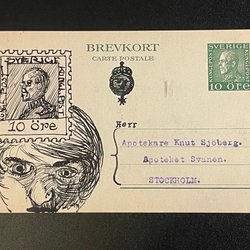 BREVKORT
CARTE POSTALE
SVERIGE
10 ÖRE
SVERIGE
10 öre
Herr
Apotekare Knut Sjöberg.
Apoteket Svanen.
STOCKHOLM.